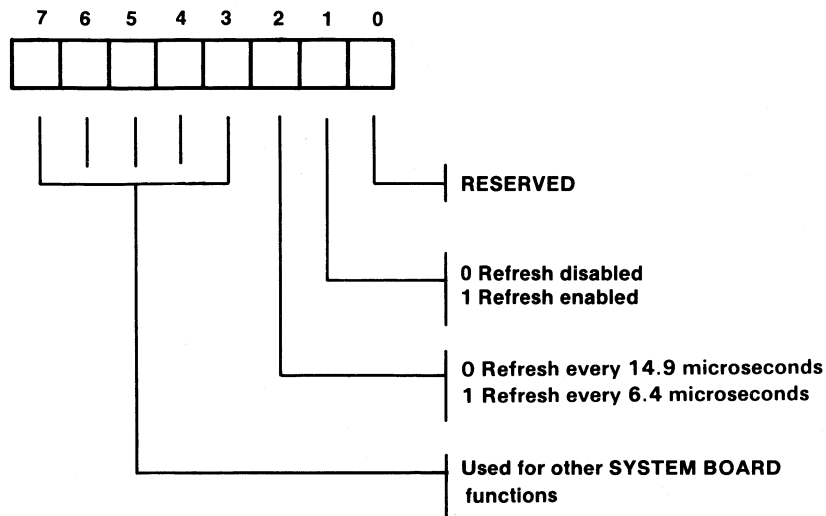 7 6 5 4 3 2 1 0
RESERVED
0 Refresh disabled
1 Refresh enabled
0 Refresh every 14.9 microseconds
1 Refresh every 6.4 microseconds
Used for other SYSTEM BOARD
functions